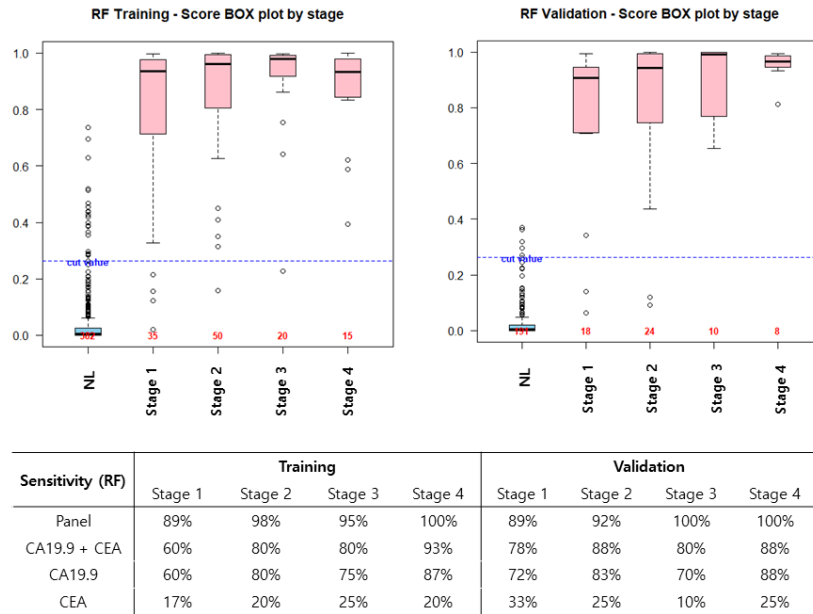 RF Training - Score BOX plot by stage
1.0
0.8
0.6
0.4
0.2
0.0
cut value
35
50
20
15
NL
Stage 1
Stage 2
Stage 3
Stage 4
RF Validation - Score BOX plot by stage
1.0
0.8
0.6
0.4
0.2
0.0
cut value
18
24
10
8
NL
Stage 1
Stage 2
Stage 3
Stage 4
Sensitivity (RF) Training Validation
Stage 1 Stage 2 Stage 3 Stage 4 Stage 1 Stage 2 Stage 3 Stage 4
Panel 89% 98% 95% 100% 89% 92% 100% 100%
CA19.9 + CEA 60% 80% 80% 93% 78% 88% 80% 88%
CA19.9 60% 80% 75% 87% 72% 83% 70% 88%
CEA 17% 20% 25% 20% 33% 25% 10% 25%